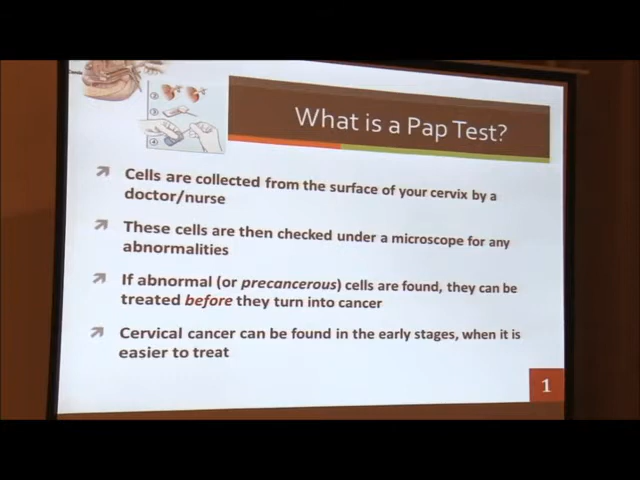 What is a Pap Test?
Cells are collected from the surface of your cervix by a
doctor/nurse
These cells are then checked under a microscope for any
abnormalities
If abnormal (or precancerous) cells are found, they can be
treated before they turn into cancer
Cervical cancer can be found in the early stages, when it is
easier to treat
1